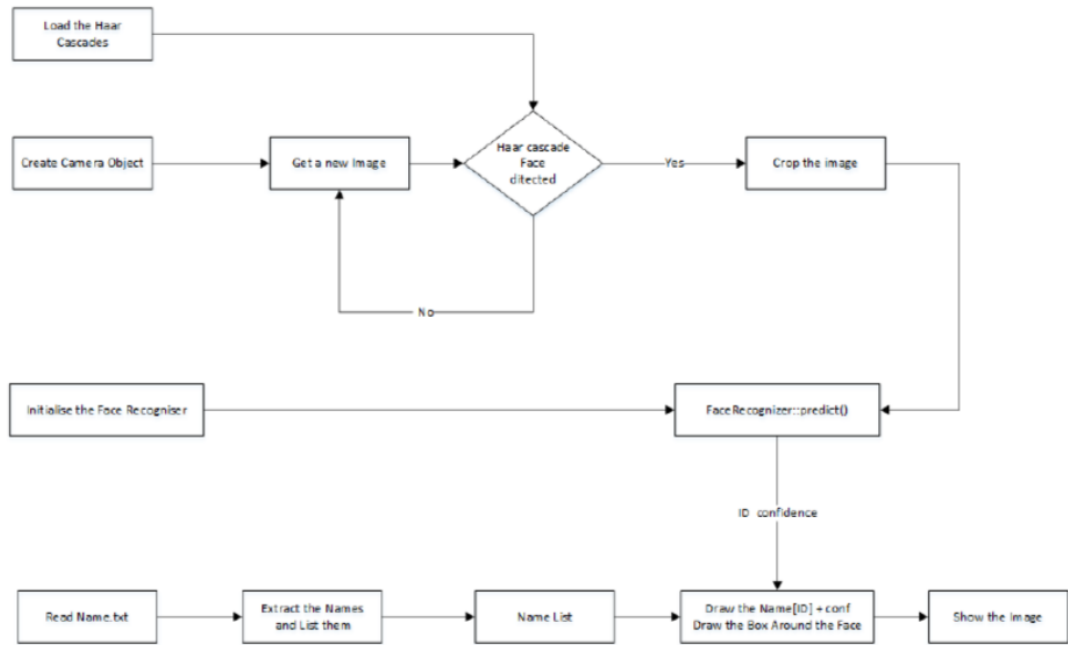 Load the Haar
Cascades
Create Camera Object
Get a new Image
Haar cascade
Face
ditected
Yes
Crop the image
No
Initialise the Face Recogniser
FaceRecognizer::predict()
ID confidence
Read Name.txt
Extract the Names
and List them
Name List
Draw the Name[ID] + conf
Draw the Box Around the Face
Show the Image